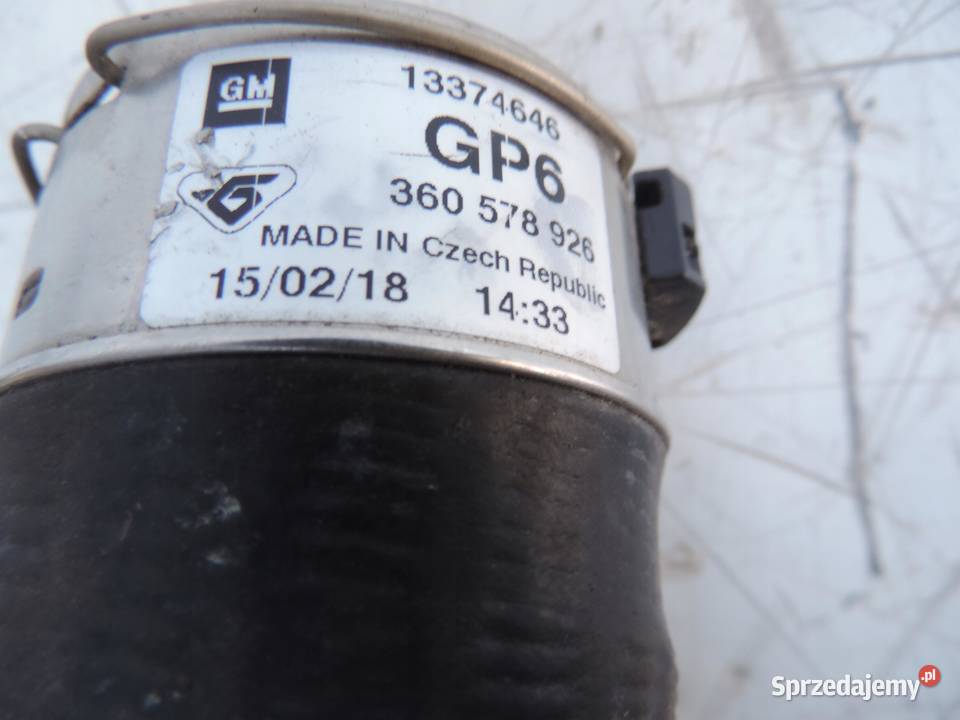 GM
13374646
GP6
360 578 926
MADE IN Czech Republic
15/02/18 14:33
Sprzedajemy.pl